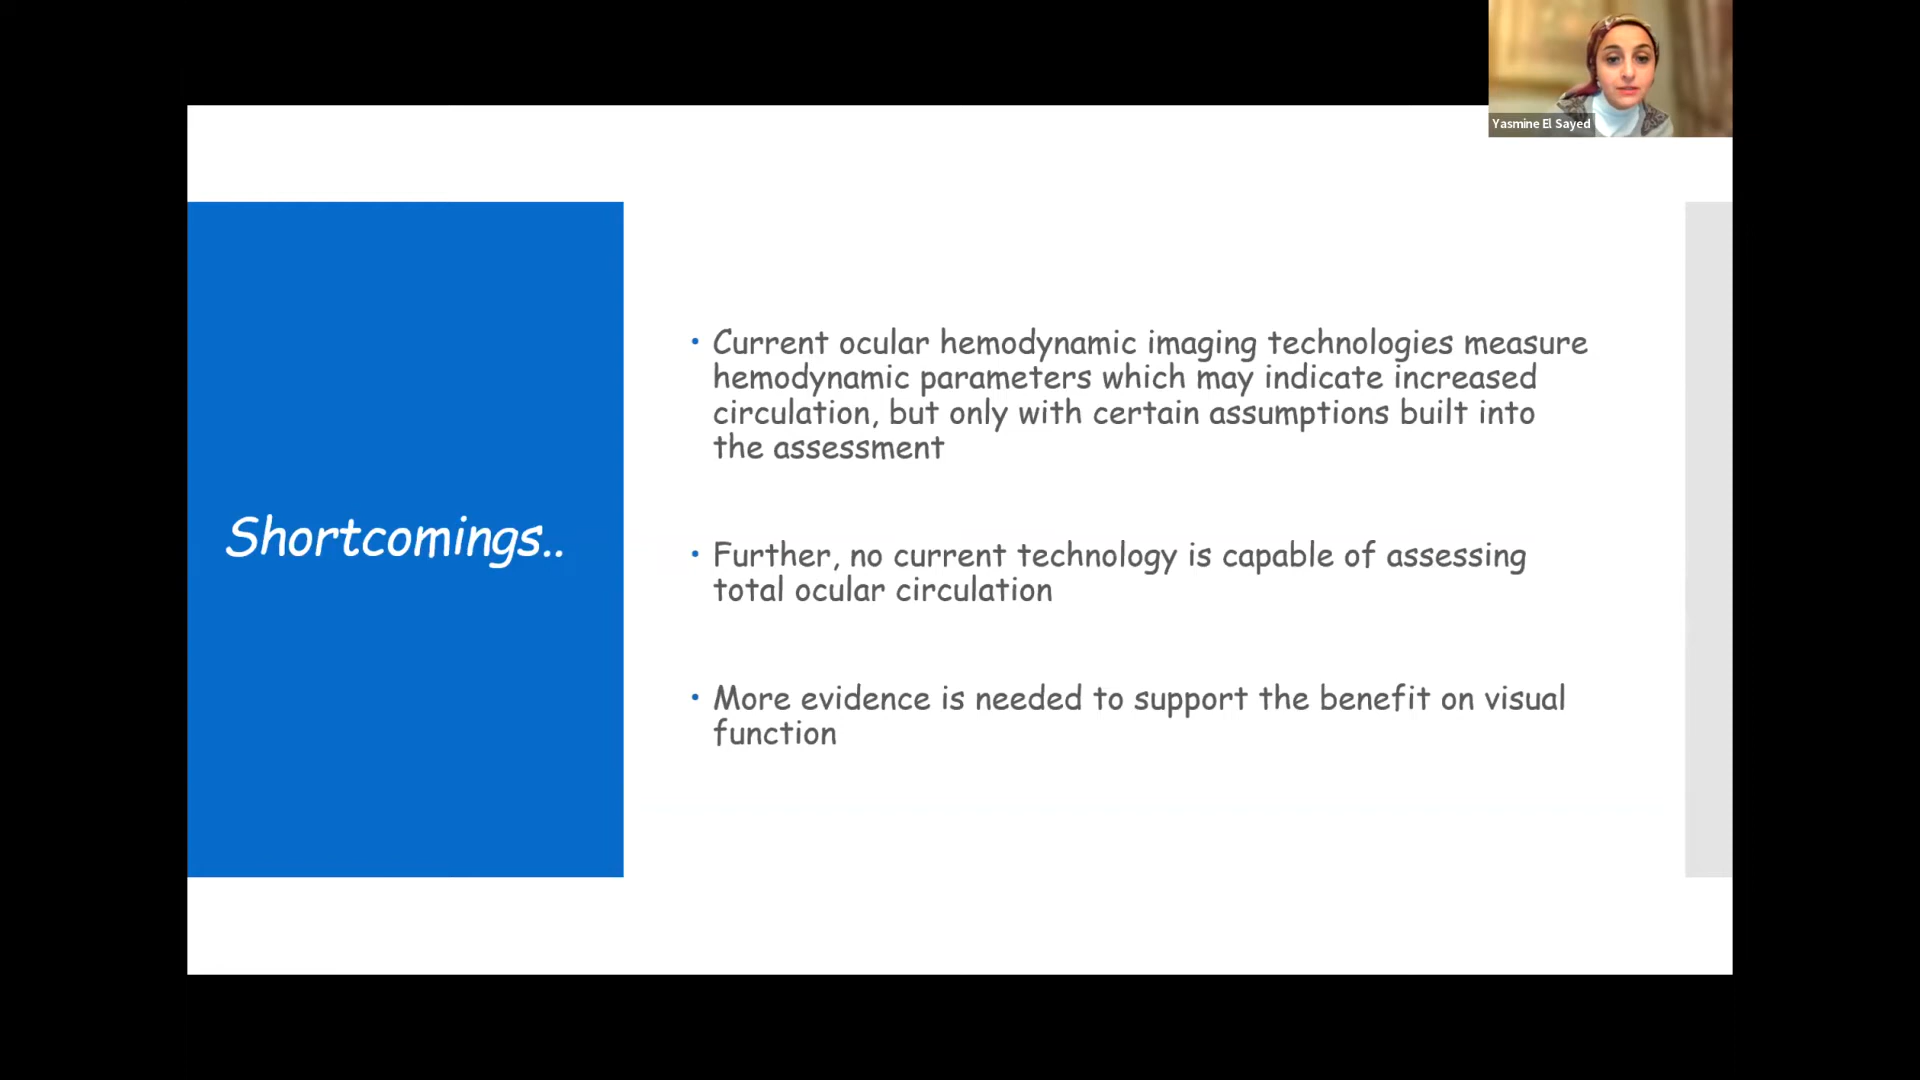 Yasmine El Sayed
Shortcomings..
• Current ocular hemodynamic imaging technologies measure
hemodynamic parameters which may indicate increased
circulation, but only with certain assumptions built into
the assessment
• Further, no current technology is capable of assessing
total ocular circulation
• More evidence is needed to support the benefit on visual
function